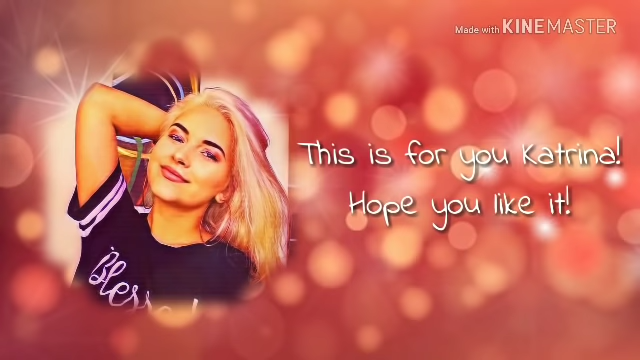 Made with KINEMASTER
This is for you Katrina!
Hope you like it!